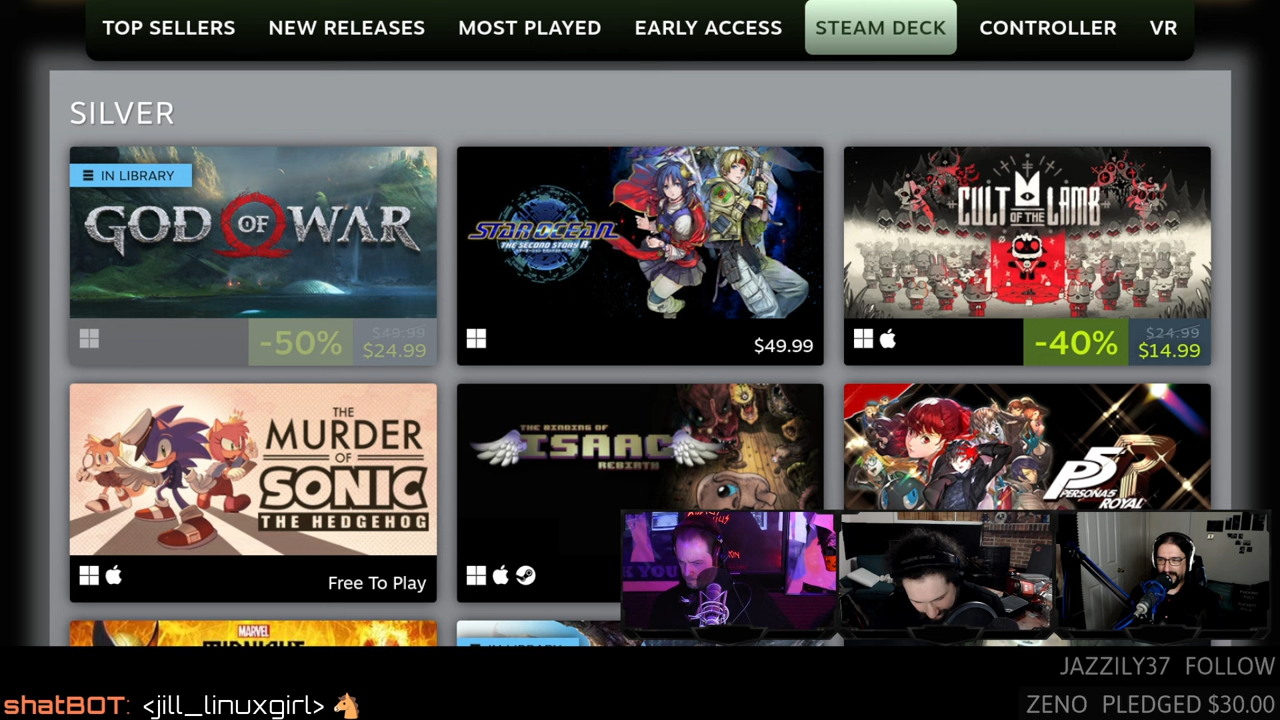 TOP SELLERS NEW RELEASES MOST PLAYED EARLY ACCESS STEAM DECK CONTROLLER VR
SILVER
IN LIBRARY
GOD OF WAR
-50%
$49.99
$24.99
STAR OCEAN
THE SECOND STORY R
$49.99
CULT
OF THE LAMB
-40%
$24.99
$14.99
THE
MURDER
OF
SONIC
THE HEDGEHOG
Free To Play
THE BINDING OF
ISAAC
REBIRTH
P5R
PERSONA5
ROYAL
MARVEL
JAZZILY37 FOLLOW
shatBOT: <jill_linuxgirl>
ZENO PLEDGED $30.00